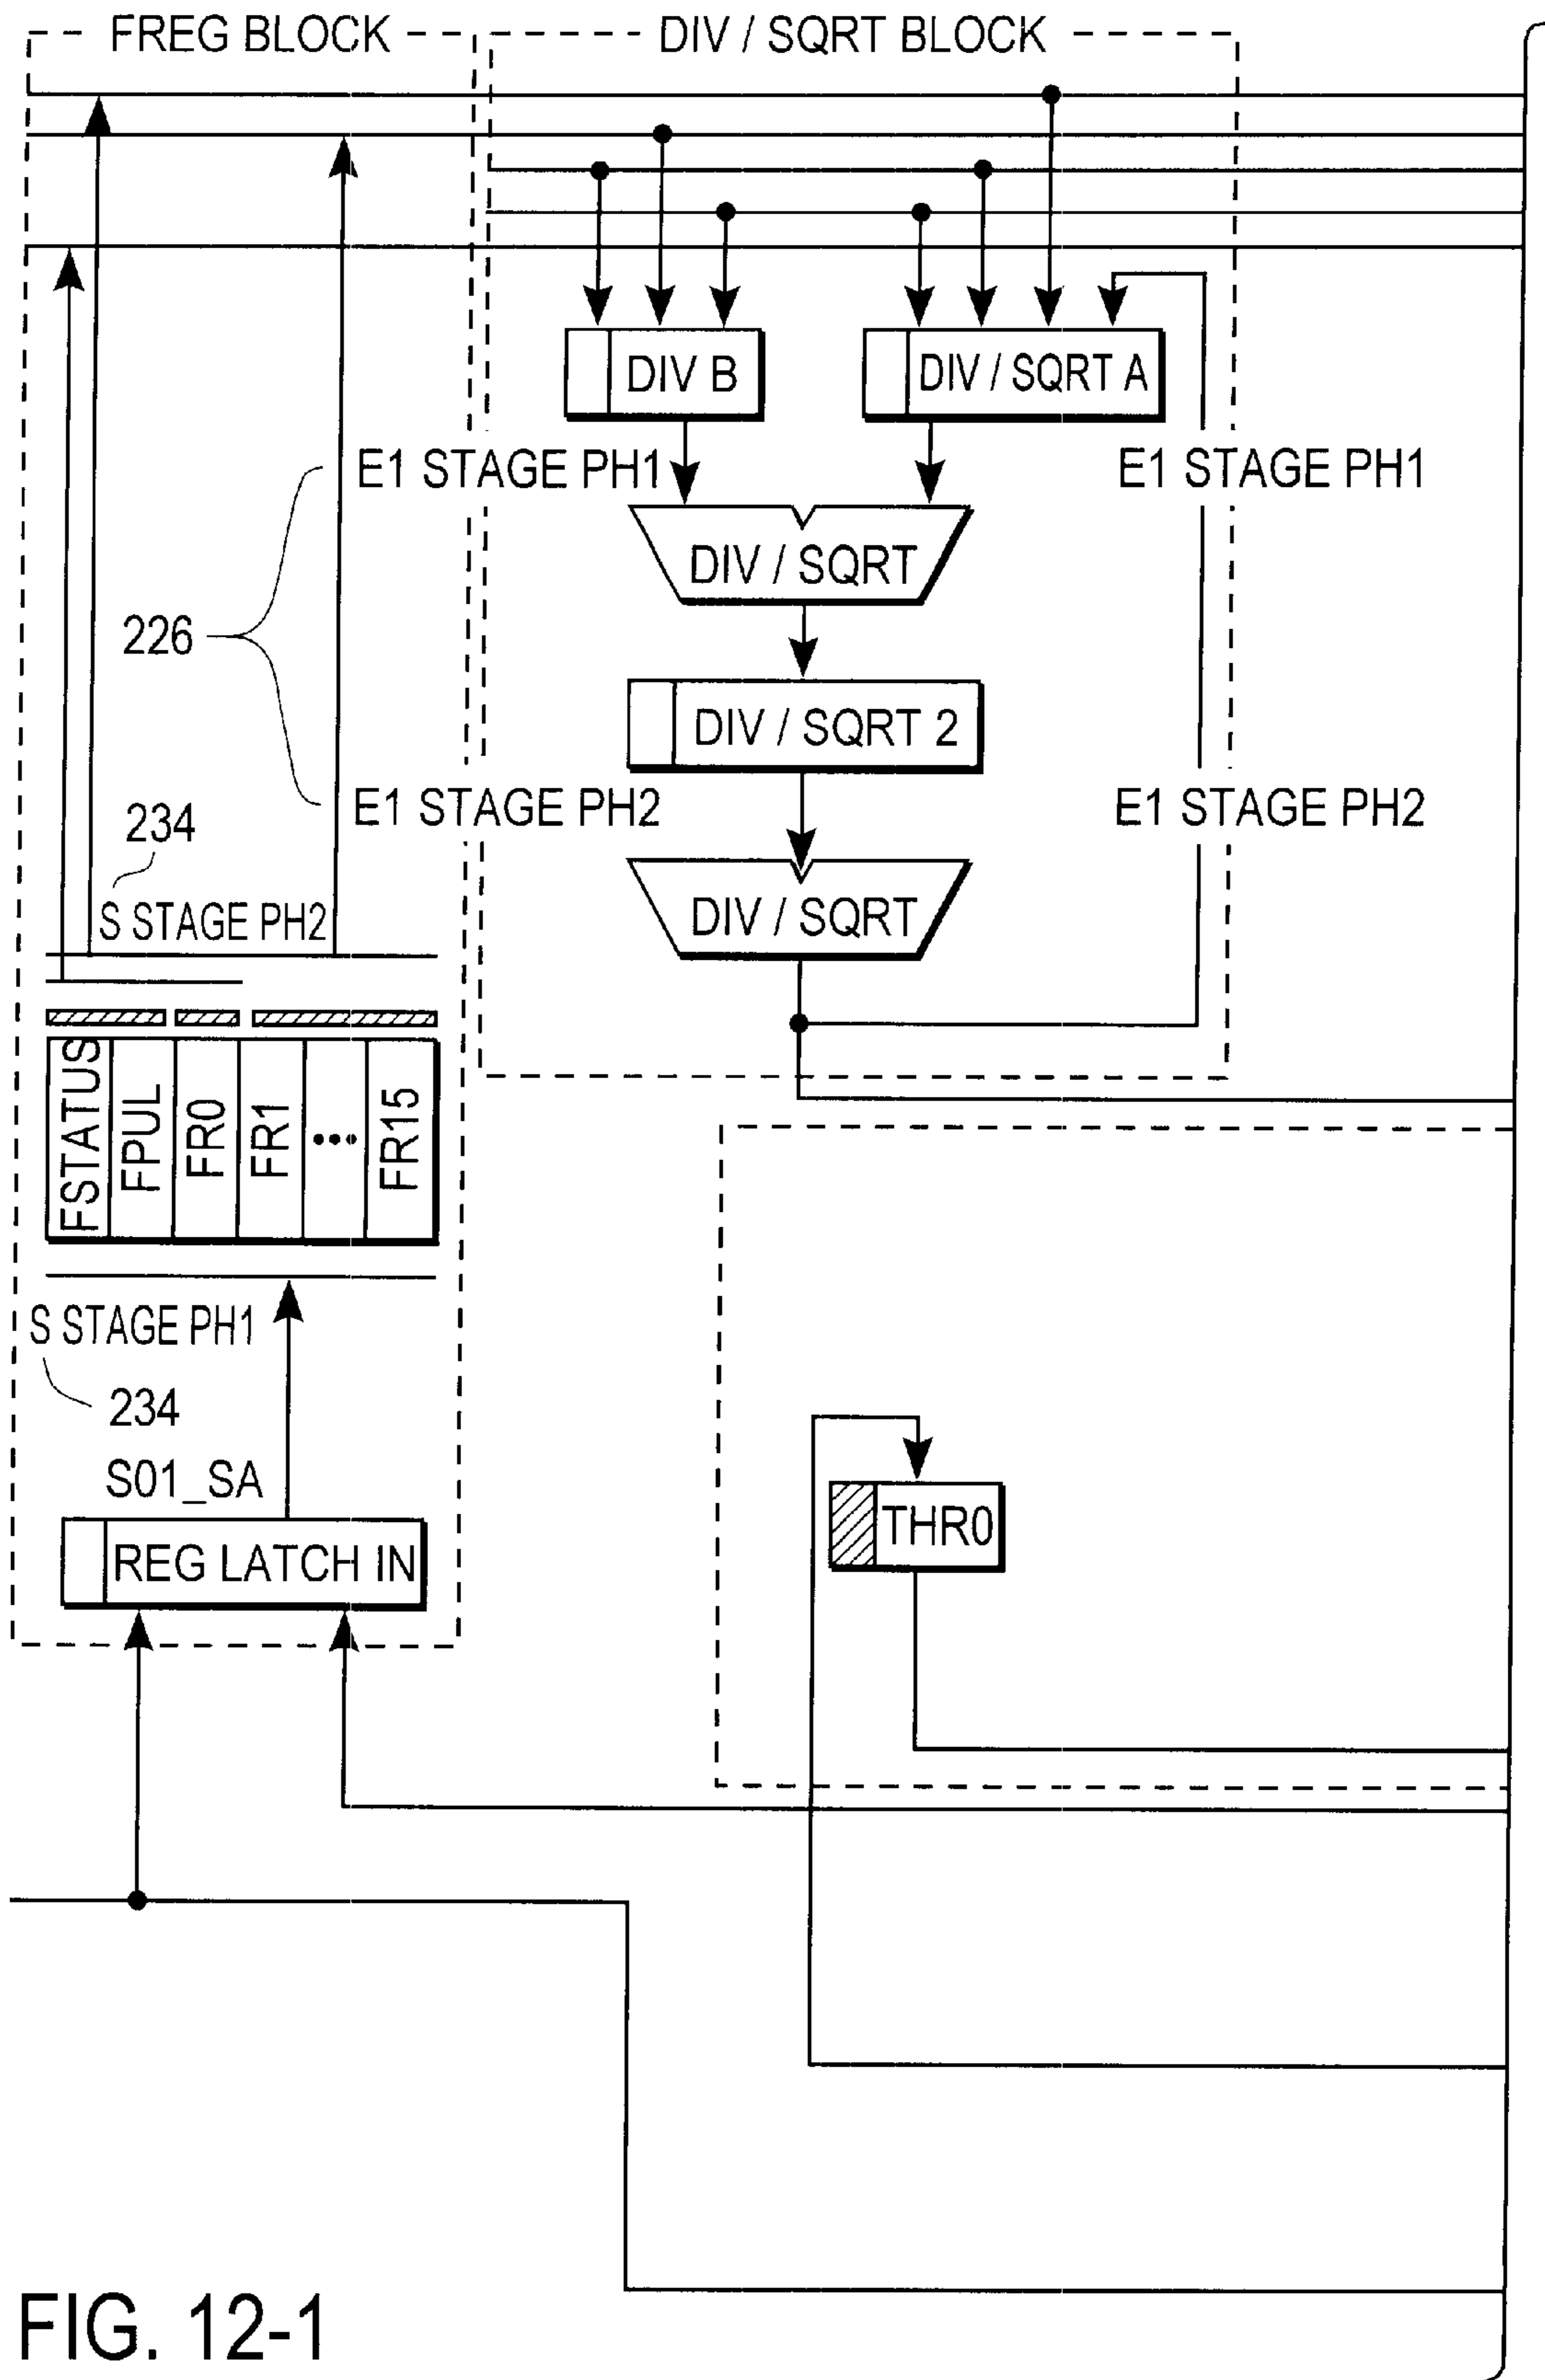 FREG BLOCK
DIV / SQRT BLOCK
DIV B
DIV / SQRT A
E1 STAGE PH1
E1 STAGE PH1
DIV / SQRT
226
DIV / SQRT 2
E1 STAGE PH2
E1 STAGE PH2
234
S STAGE PH2
DIV / SQRT
FSTATUS
FPUL
FR0
FR1
•••
FR15
S STAGE PH1
234
S01_SA
REG LATCH IN
THR0
FIG. 12-1